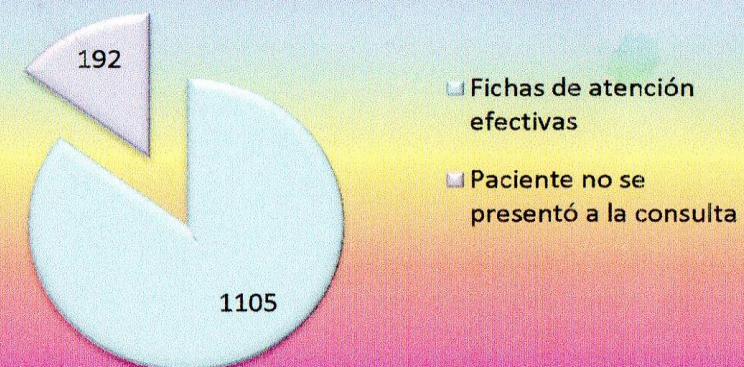 192
1105
Fichas de atención
efectivas
Paciente no se
presentó a la consulta